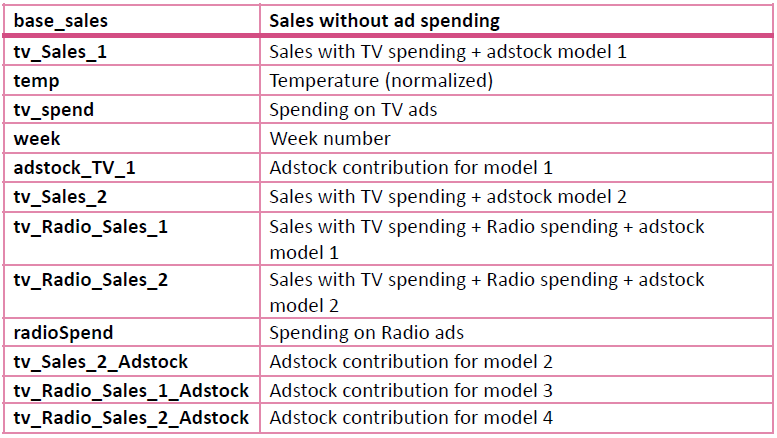 base_sales Sales without ad spending
tv_Sales_1 Sales with TV spending + adstock model 1
temp Temperature (normalized)
tv_spend Spending on TV ads
week Week number
adstock_TV_1 Adstock contribution for model 1
tv_Sales_2 Sales with TV spending + adstock model 2
tv_Radio_Sales_1 Sales with TV spending + Radio spending + adstock
model 1
tv_Radio_Sales_2 Sales with TV spending + Radio spending + adstock
model 2
radioSpend Spending on Radio ads
tv_Sales_2_Adstock Adstock contribution for model 2
tv_Radio_Sales_1_Adstock Adstock contribution for model 3
tv_Radio_Sales_2_Adstock Adstock contribution for model 4